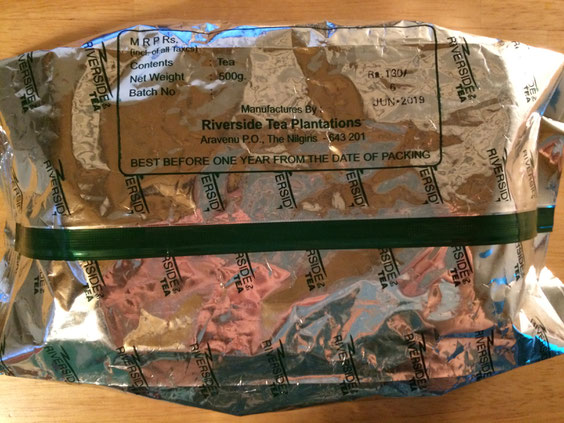 M R P Rs.
(incl. of all Taxes)
Contents : Tea
Net Weight : 500g
Batch No :
Rs. 130/
6
JUN-2019
Manufactures By :
Riverside Tea Plantations
Aravenu P.O., The Nilgiris - 643 201
BEST BEFORE ONE YEAR FROM THE DATE OF PACKING
RIVERSIDE
TEA